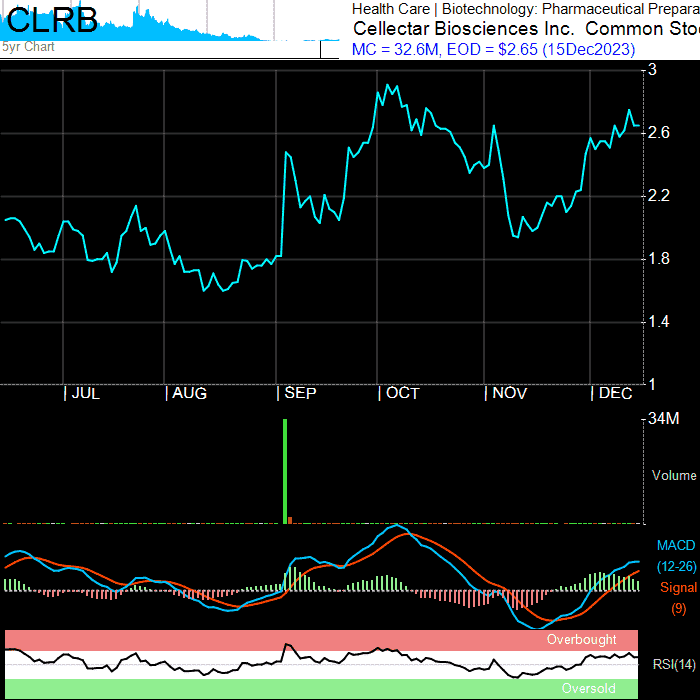 CLRB
5yr Chart
Health Care | Biotechnology: Pharmaceutical Prepara
Cellectar Biosciences Inc. Common Sto
MC = 32.6M, EOD = $2.65 (15Dec2023)
3
2.6
2.2
1.8
1.4
1
| JUL | AUG | SEP | OCT | NOV | DEC
34M
Volume
MACD
(12-26)
Signal
(9)
Overbought
RSI(14)
Oversold